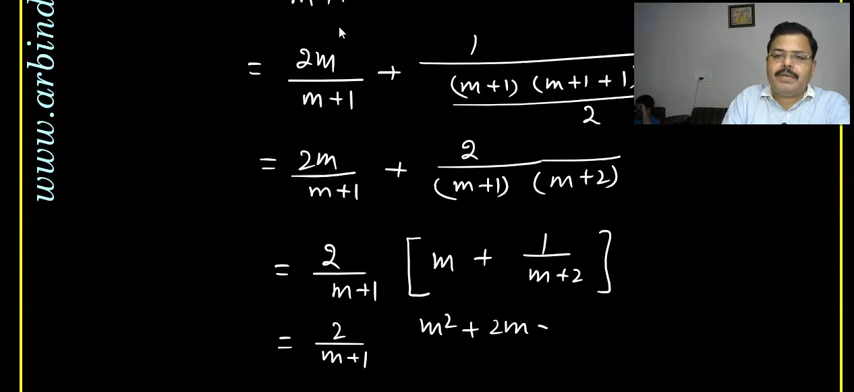 m+1
= 2m/(m+1) + 1/((m+1) (m+1+1)/2)
= 2m/(m+1) + 2/((m+1) (m+2))
= 2/(m+1) [m + 1/(m+2)]
= 2/(m+1) m² + 2m -
www.arbind